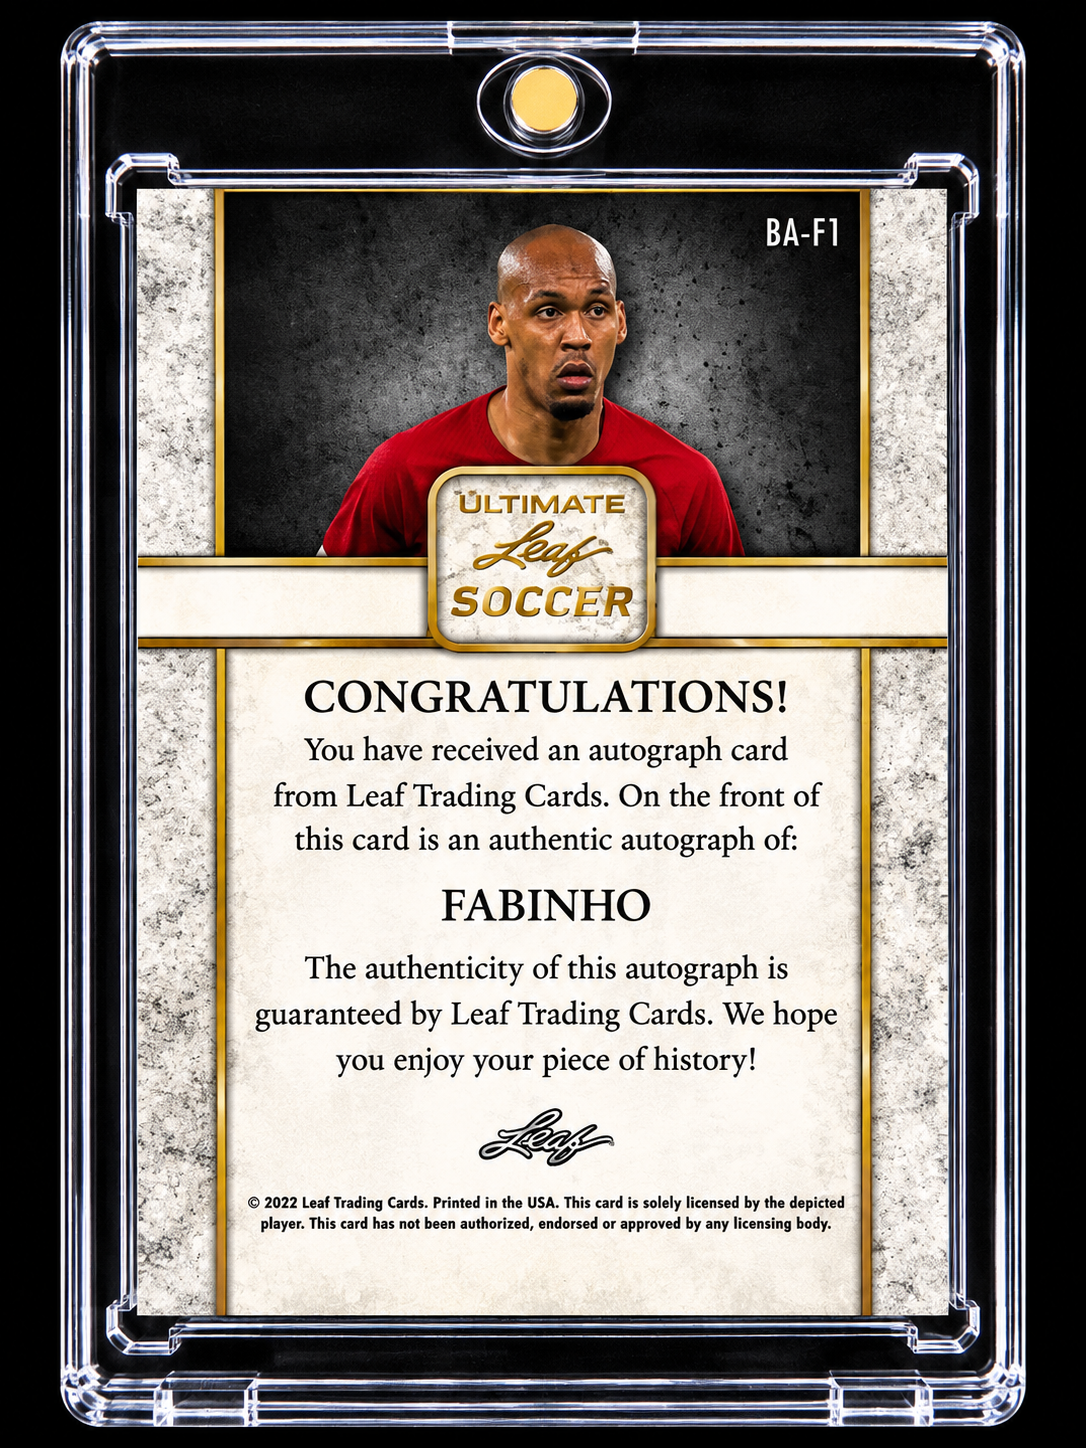 BA-F1
ULTIMATE
Leaf
SOCCER
CONGRATULATIONS!
You have received an autograph card
from Leaf Trading Cards. On the front of
this card is an authentic autograph of:
FABINHO
The authenticity of this autograph is
guaranteed by Leaf Trading Cards. We hope
you enjoy your piece of history!
Leaf
© 2022 Leaf Trading Cards. Printed in the USA. This card is solely licensed by the depicted
player. This card has not been authorized, endorsed or approved by any licensing body.